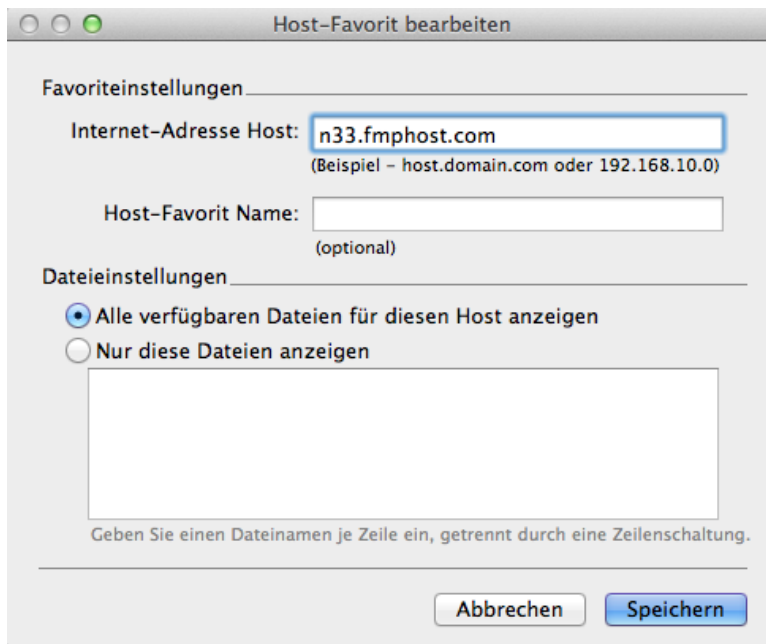 Host-Favorit bearbeiten
Favoriteinstellungen
Internet-Adresse Host: n33.fmphost.com
(Beispiel - host.domain.com oder 192.168.10.0)
Host-Favorit Name:
(optional)
Dateieinstellungen
Alle verfügbaren Dateien für diesen Host anzeigen
Nur diese Dateien anzeigen
Geben Sie einen Dateinamen je Zeile ein, getrennt durch eine Zeilenschaltung.
Abbrechen Speichern